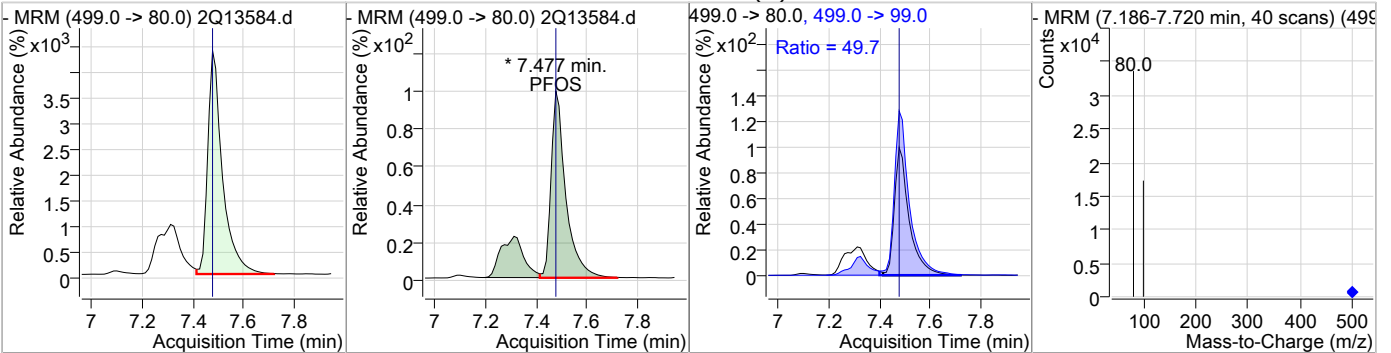 - MRM (499.0 -> 80.0) 2Q13584.d
Relative Abundance (%)
x10³
3.5
3
2.5
2
1.5
1
0.5
0
7 7.2 7.4 7.6 7.8
Acquisition Time (min)
- MRM (499.0 -> 80.0) 2Q13584.d
Relative Abundance (%)
x10²
* 7.477 min.
PFOS
1
0.8
0.6
0.4
0.2
0
7 7.2 7.4 7.6 7.8
Acquisition Time (min)
499.0 -> 80.0, 499.0 -> 99.0
Relative Abundance (%)
x10²
Ratio = 49.7
1.4
1.2
1
0.8
0.6
0.4
0.2
0
7 7.2 7.4 7.6 7.8
Acquisition Time (min)
- MRM (7.186-7.720 min, 40 scans) (499
Counts
x10⁴
80.0
3
2.5
2
1.5
1
0.5
0
100 200 300 400 500
Mass-to-Charge (m/z)